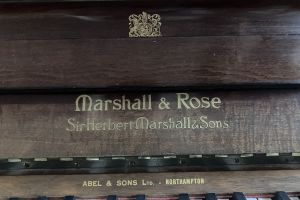 Marshall & Rose
Sir Herbert Marshall & Sons
ABEL & SONS LTD. - NORTHAMPTON